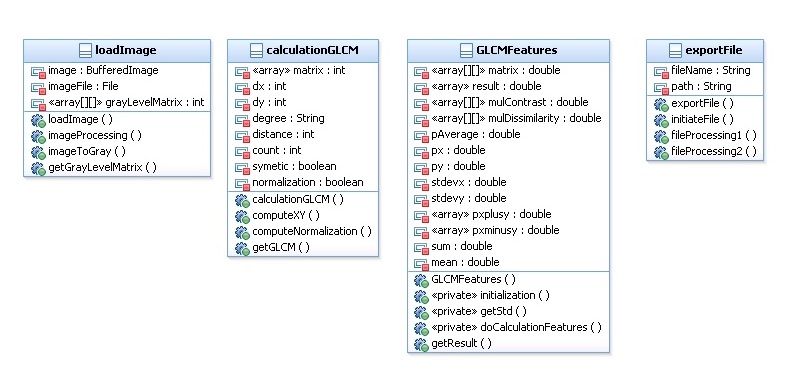 loadImage
image : BufferedImage
imageFile : File
«array[][]» grayLevelMatrix : int
loadImage ( )
imageProcessing ( )
imageToGray ( )
getGrayLevelMatrix ( )
calculationGLCM
«array» matrix : int
dx : int
dy : int
degree : String
distance : int
count : int
symetic : boolean
normalization : boolean
calculationGLCM ( )
computeXY ( )
computeNormalization ( )
getGLCM ( )
GLCMFeatures
«array[][]» matrix : double
«array» result : double
«array[][]» mulContrast : double
«array[][]» mulDissimilarity : double
pAverage : double
px : double
py : double
stdevx : double
stdevy : double
«array» pxplusy : double
«array» pxminusy : double
sum : double
mean : double
GLCMFeatures ( )
«private» initialization ( )
«private» getStd ( )
«private» doCalculationFeatures ( )
getResult ( )
exportFile
fileName : String
path : String
exportFile ( )
initiateFile ( )
fileProcessing1 ( )
fileProcessing2 ( )